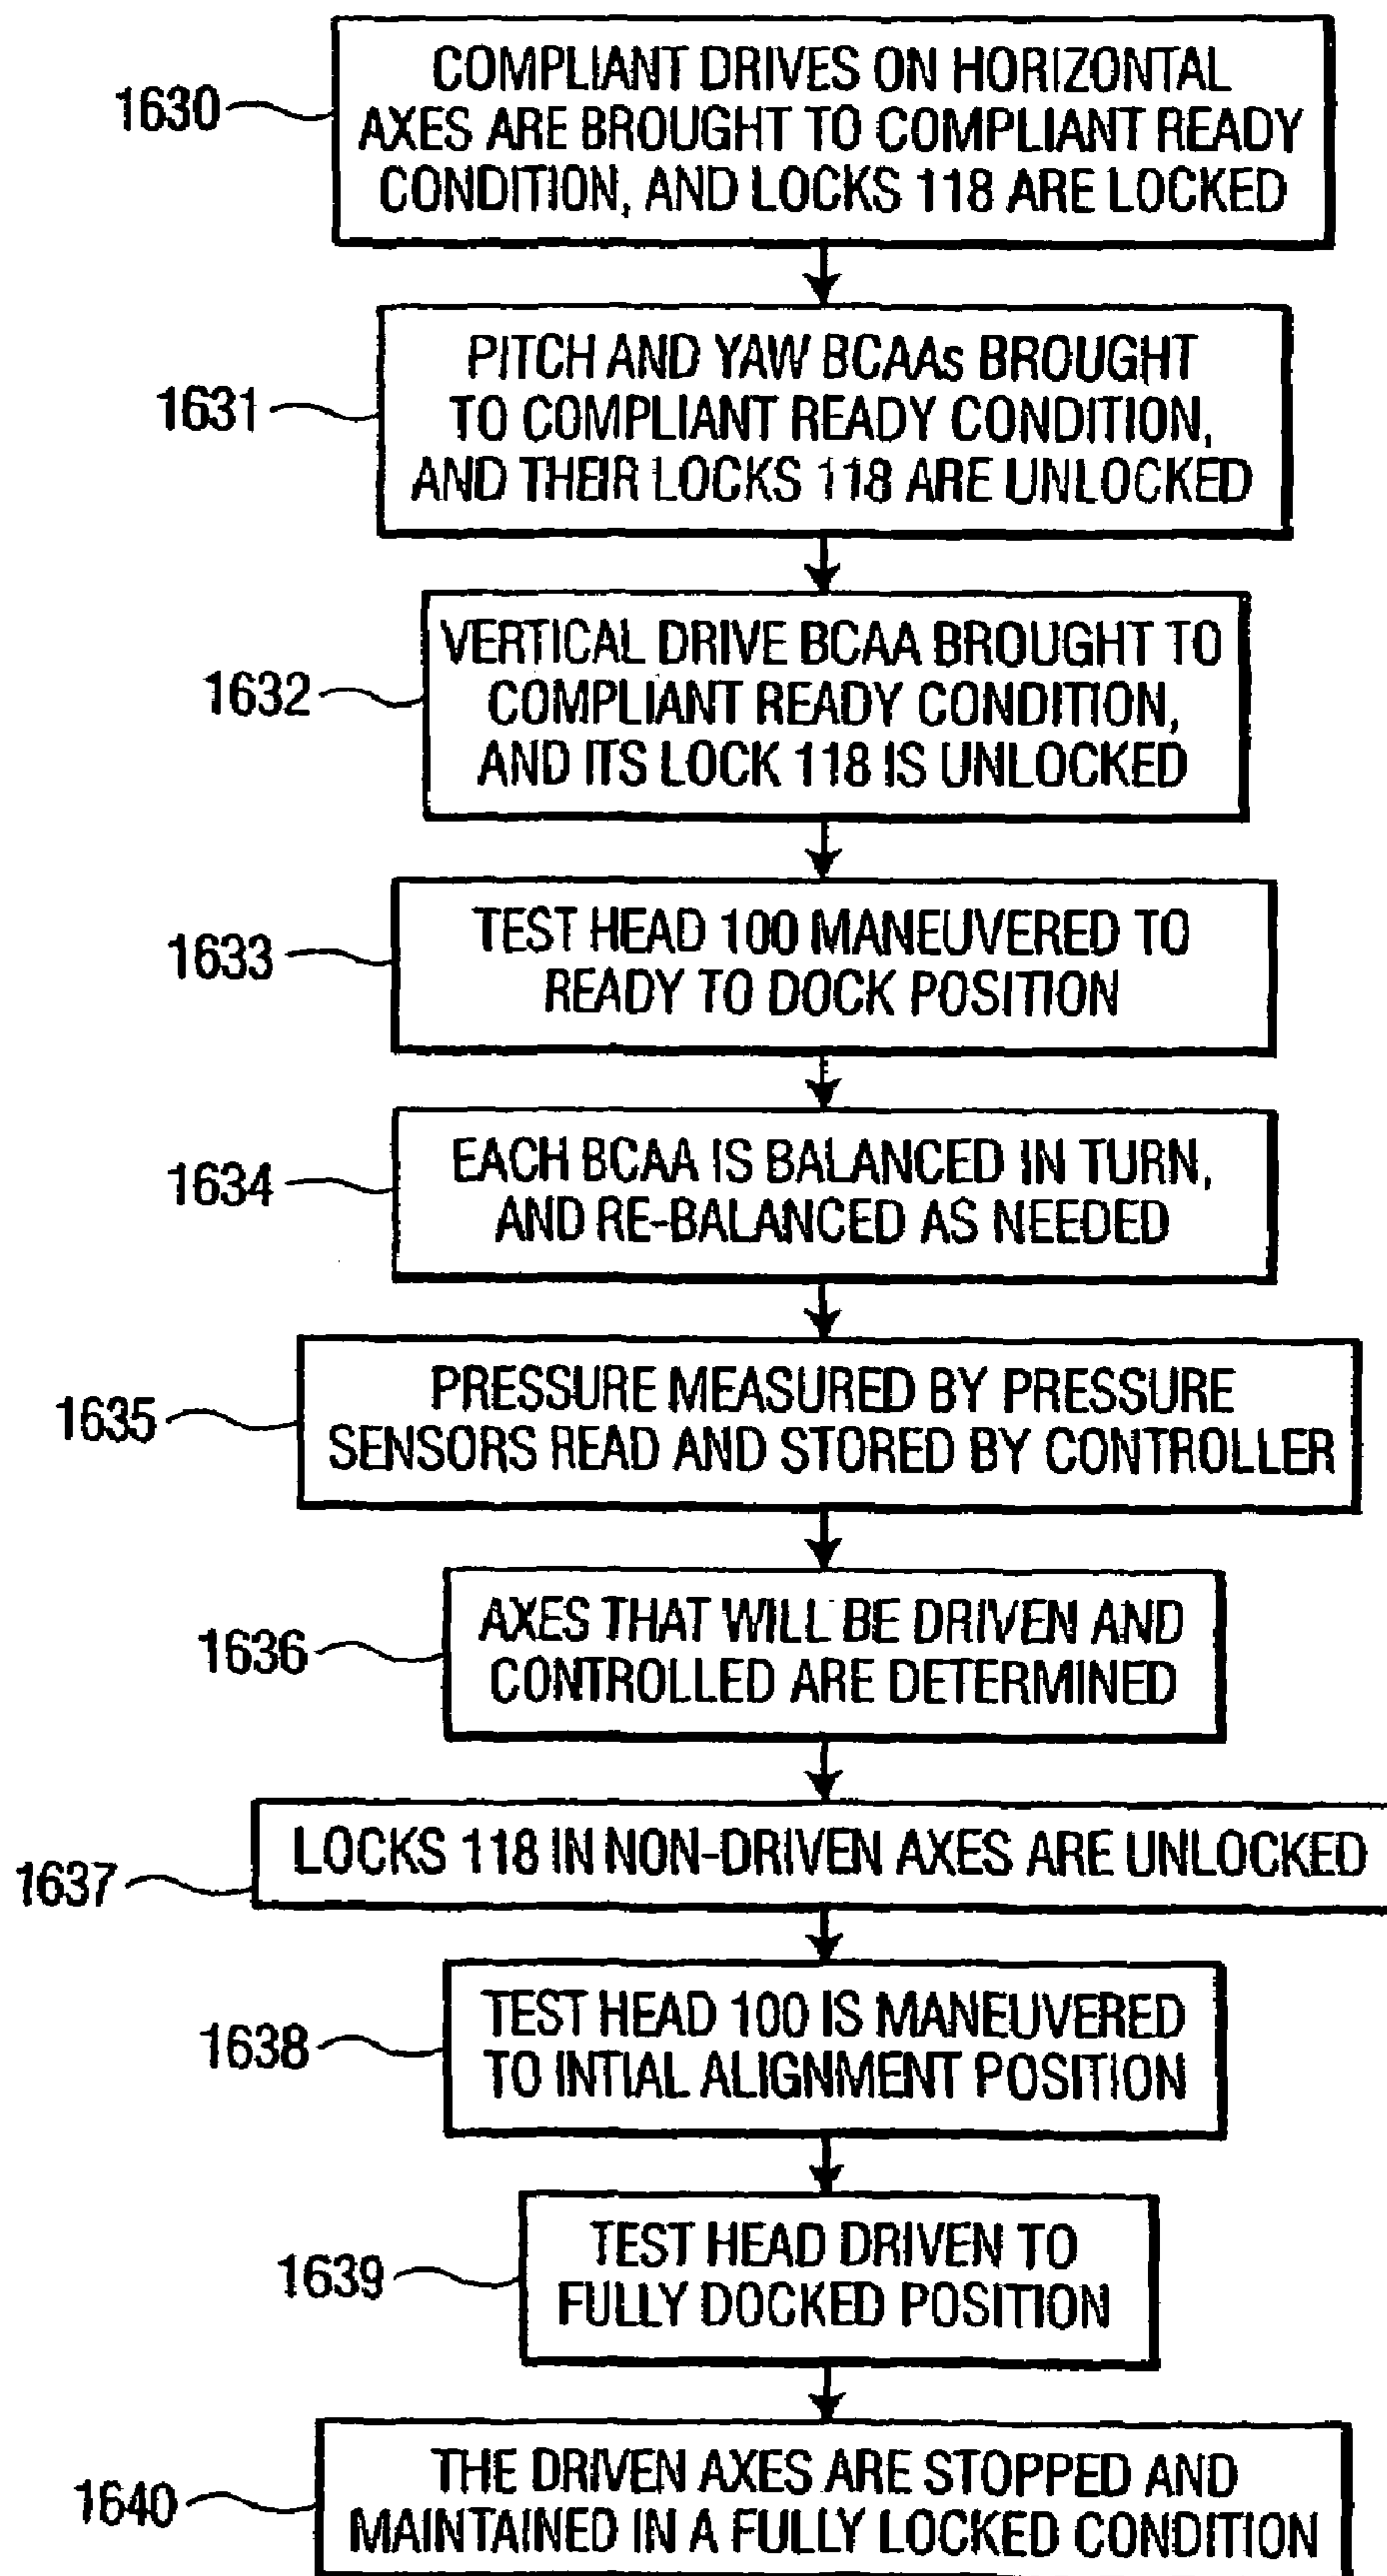 1630
COMPLIANT DRIVES ON HORIZONTAL
AXES ARE BROUGHT TO COMPLIANT READY
CONDITION, AND LOCKS 118 ARE LOCKED
1631
PITCH AND YAW BCAAs BROUGHT
TO COMPLIANT READY CONDITION,
AND THEIR LOCKS 118 ARE UNLOCKED
1632
VERTICAL DRIVE BCAA BROUGHT TO
COMPLIANT READY CONDITION,
AND ITS LOCK 118 IS UNLOCKED
1633
TEST HEAD 100 MANEUVERED TO
READY TO DOCK POSITION
1634
EACH BCAA IS BALANCED IN TURN,
AND RE-BALANCED AS NEEDED
1635
PRESSURE MEASURED BY PRESSURE
SENSORS READ AND STORED BY CONTROLLER
1636
AXES THAT WILL BE DRIVEN AND
CONTROLLED ARE DETERMINED
1637
LOCKS 118 IN NON-DRIVEN AXES ARE UNLOCKED
1638
TEST HEAD 100 IS MANEUVERED
TO INTIAL ALIGNMENT POSITION
1639
TEST HEAD DRIVEN TO
FULLY DOCKED POSITION
1640
THE DRIVEN AXES ARE STOPPED AND
MAINTAINED IN A FULLY LOCKED CONDITION